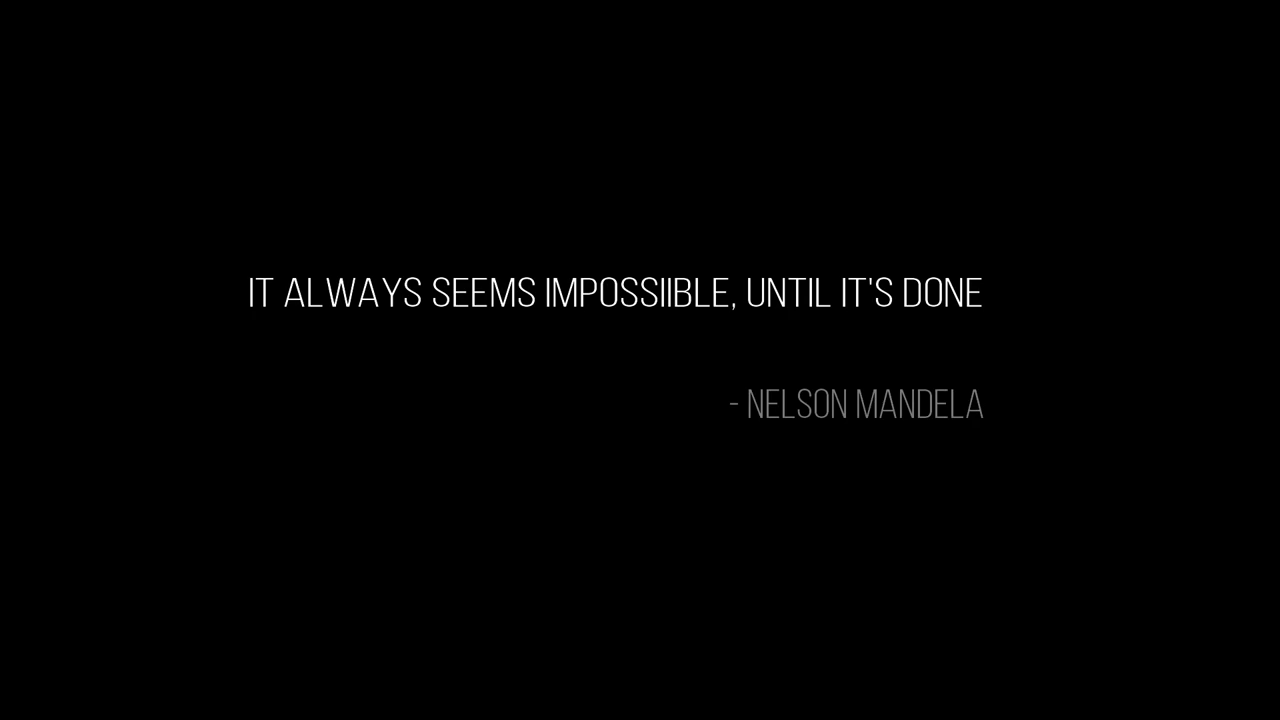 IT ALWAYS SEEMS IMPOSSIIBLE, UNTIL IT'S DONE
- NELSON MANDELA